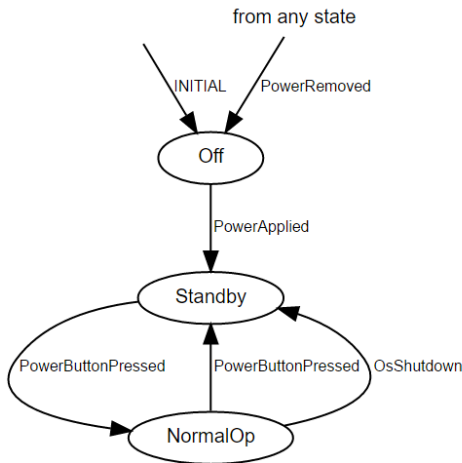 from any state
INITIAL
PowerRemoved
Off
PowerApplied
Standby
PowerButtonPressed
PowerButtonPressed
OsShutdown
NormalOp